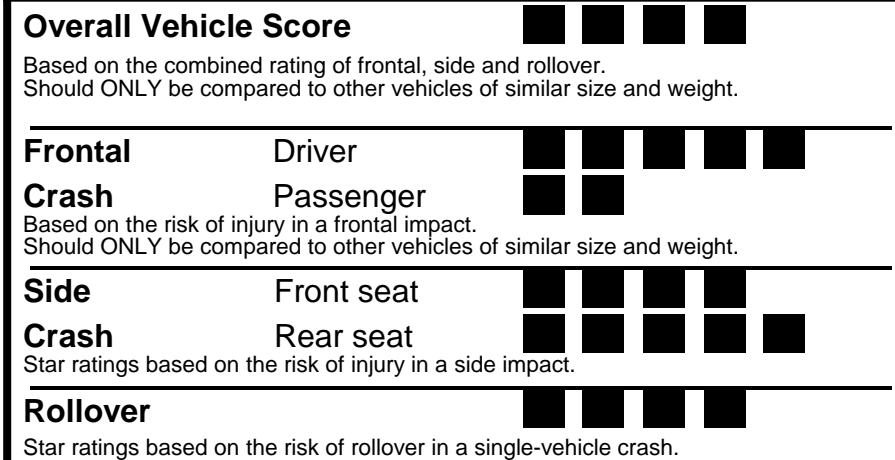 Overall Vehicle Score
Based on the combined rating of frontal, side and rollover.
Should ONLY be compared to other vehicles of similar size and weight.
Frontal Driver
Crash Passenger
Based on the risk of injury in a frontal impact.
Should ONLY be compared to other vehicles of similar size and weight.
Side Front seat
Crash Rear seat
Star ratings based on the risk of injury in a side impact.
Rollover
Star ratings based on the risk of rollover in a single-vehicle crash.